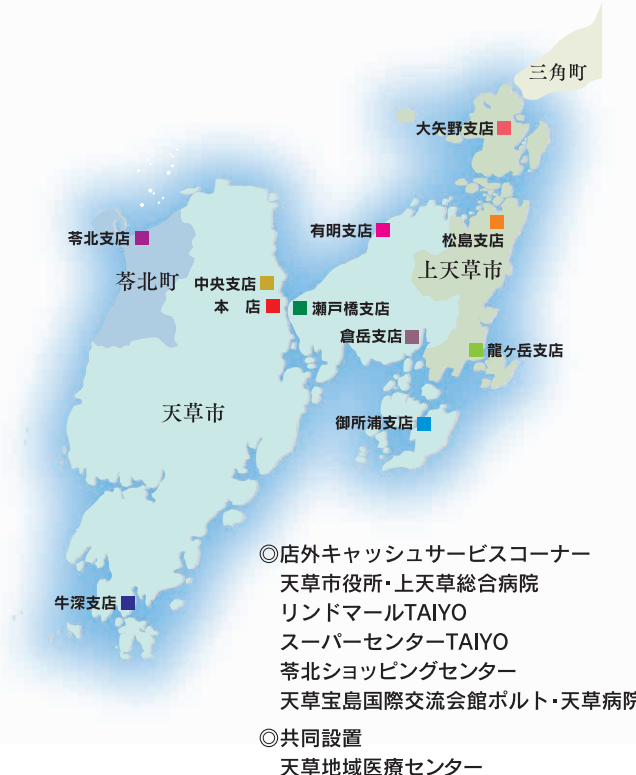 三角町
大矢野支店
有明支店
松島支店
苓北支店
上天草市
苓北町
中央支店
本　店
瀬戸橋支店
倉岳支店
龍ヶ岳支店
天草市
御所浦支店
牛深支店
◎店外キャッシュサービスコーナー
天草市役所・上天草総合病院
リンドマールTAIYO
スーパーセンターTAIYO
苓北ショッピングセンター
天草宝島国際交流会館ポルト・天草病院
◎共同設置
天草地域医療センター